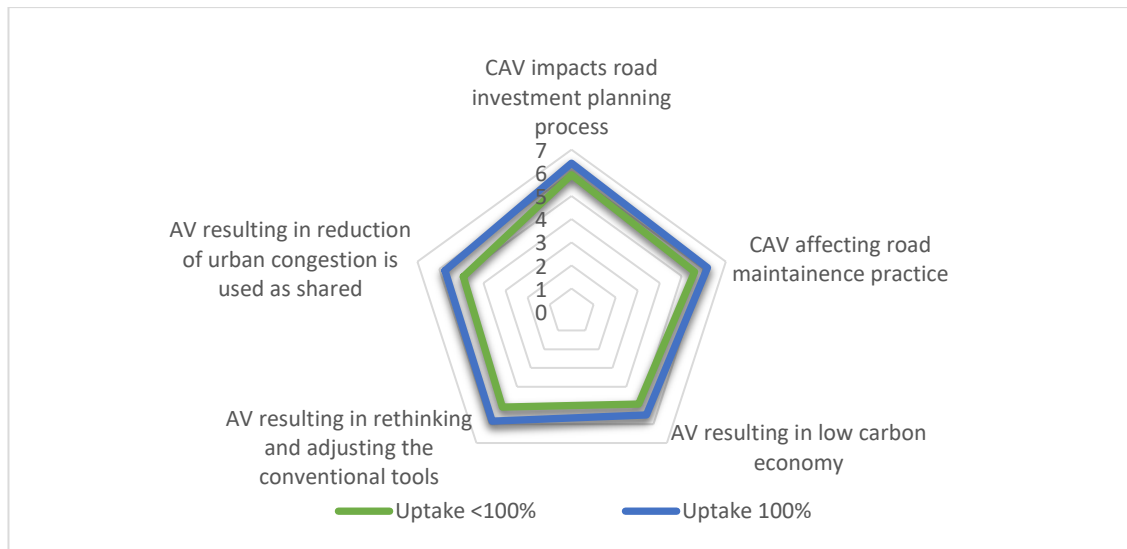 CAV impacts road
investment planning
process
7
6
5
4
3
2
1
0
AV resulting in reduction
of urban congestion is
used as shared
CAV affecting road
maintainence practice
AV resulting in rethinking
and adjusting the
conventional tools
AV resulting in low carbon
economy
Uptake <100%
Uptake 100%